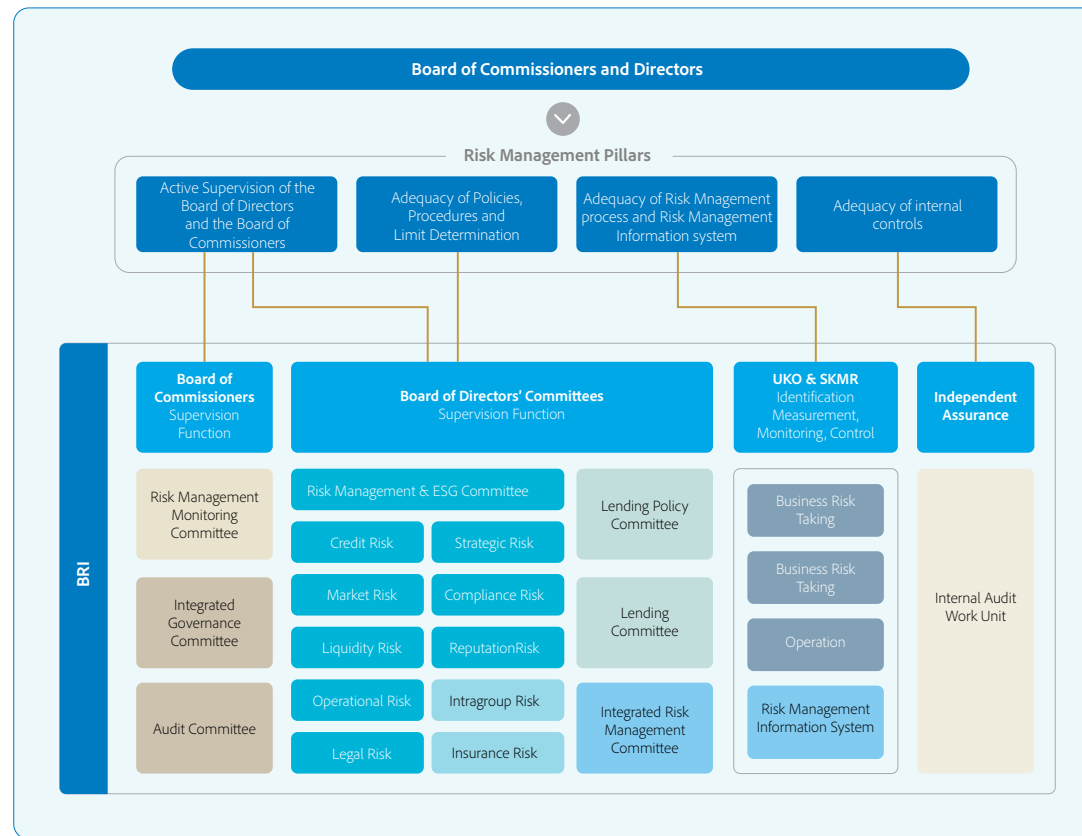 Board of Commissioners and Directors
Risk Management Pillars
Active Supervision of the
Board of Directors
and the Board of
Commissioners
Adequacy of Policies,
Procedures and
Limit Determination
Adequacy of Risk Mnagement
process and Risk Management
Information system
Adequacy of internal
controls
BRI
Board of
Commissioners
Supervision
Function
Board of Directors' Committees
Supervision Function
UKO & SKMR
Identification
Measurement,
Monitoring, Control
Independent
Assurance
Risk Management
Monitoring
Committee
Integrated
Governance
Committee
Audit Committee
Risk Management & ESG Committee
Credit Risk
Strategic Risk
Market Risk
Compliance Risk
Liquidity Risk
ReputationRisk
Operational Risk
Intragroup Risk
Legal Risk
Insurance Risk
Lending Policy
Committee
Lending
Committee
Integrated Risk
Management
Committee
Business Risk
Taking
Business Risk
Taking
Operation
Risk Management
Information System
Internal Audit
Work Unit